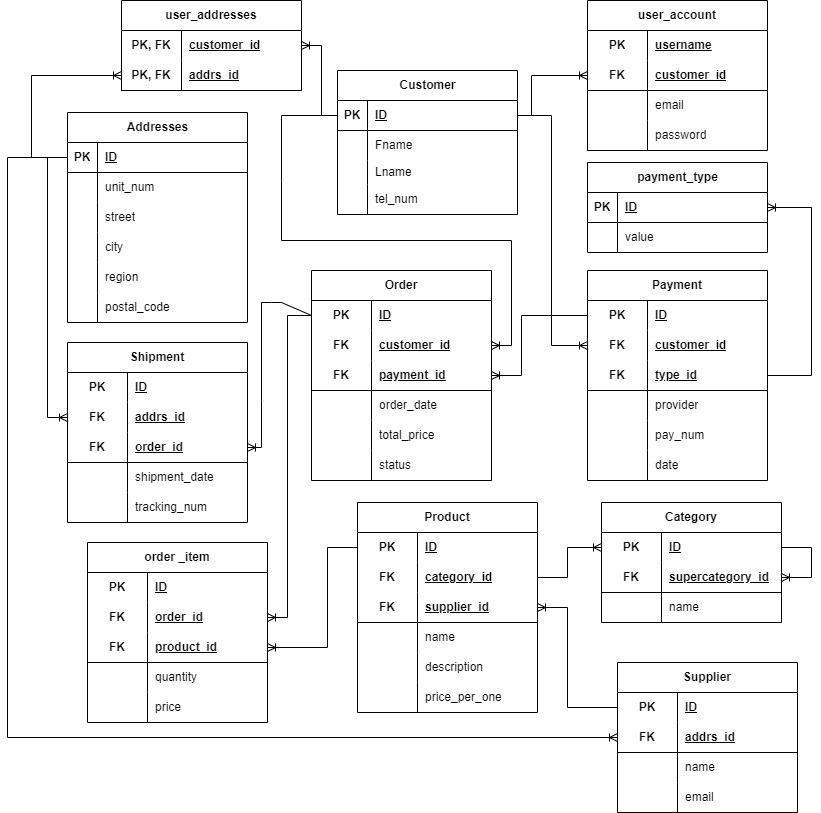 user_addresses
PK, FK customer_id
PK, FK addrs_id
user_account
PK username
FK customer_id
email
password
Customer
PK ID
Fname
Lname
tel_num
Addresses
PK ID
unit_num
street
city
region
postal_code
payment_type
PK ID
value
Order
PK ID
FK customer_id
FK payment_id
order_date
total_price
status
Payment
PK ID
FK customer_id
FK type_id
provider
pay_num
date
Shipment
PK ID
FK addrs_id
FK order_id
shipment_date
tracking_num
Product
PK ID
FK category_id
FK supplier_id
name
description
price_per_one
Category
PK ID
FK supercategory_id
name
order _item
PK ID
FK order_id
FK product_id
quantity
price
Supplier
PK ID
FK addrs_id
name
email